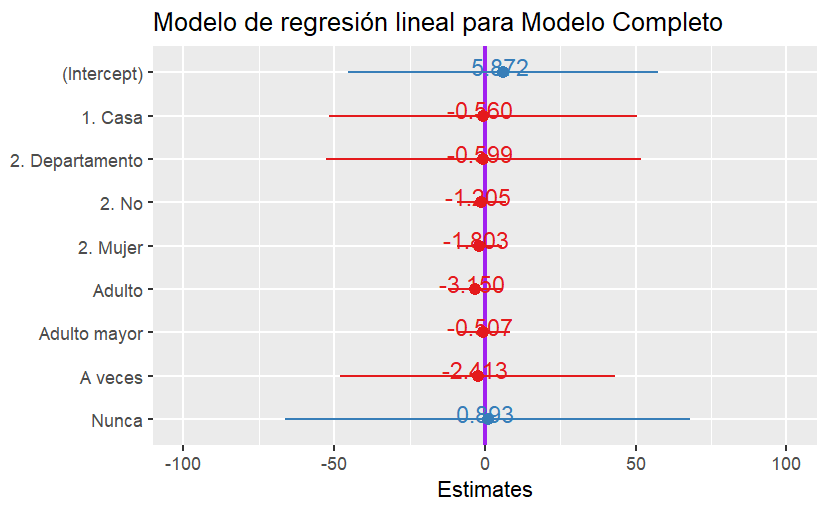 Modelo de regresión lineal para Modelo Completo
(Intercept)
5.872
1. Casa
-0.560
2. Departamento
-0.599
2. No
-1.205
2. Mujer
-1.803
Adulto
-3.150
Adulto mayor
-0.507
A veces
-2.413
Nunca
0.893
-100 -50 0 50 100
Estimates